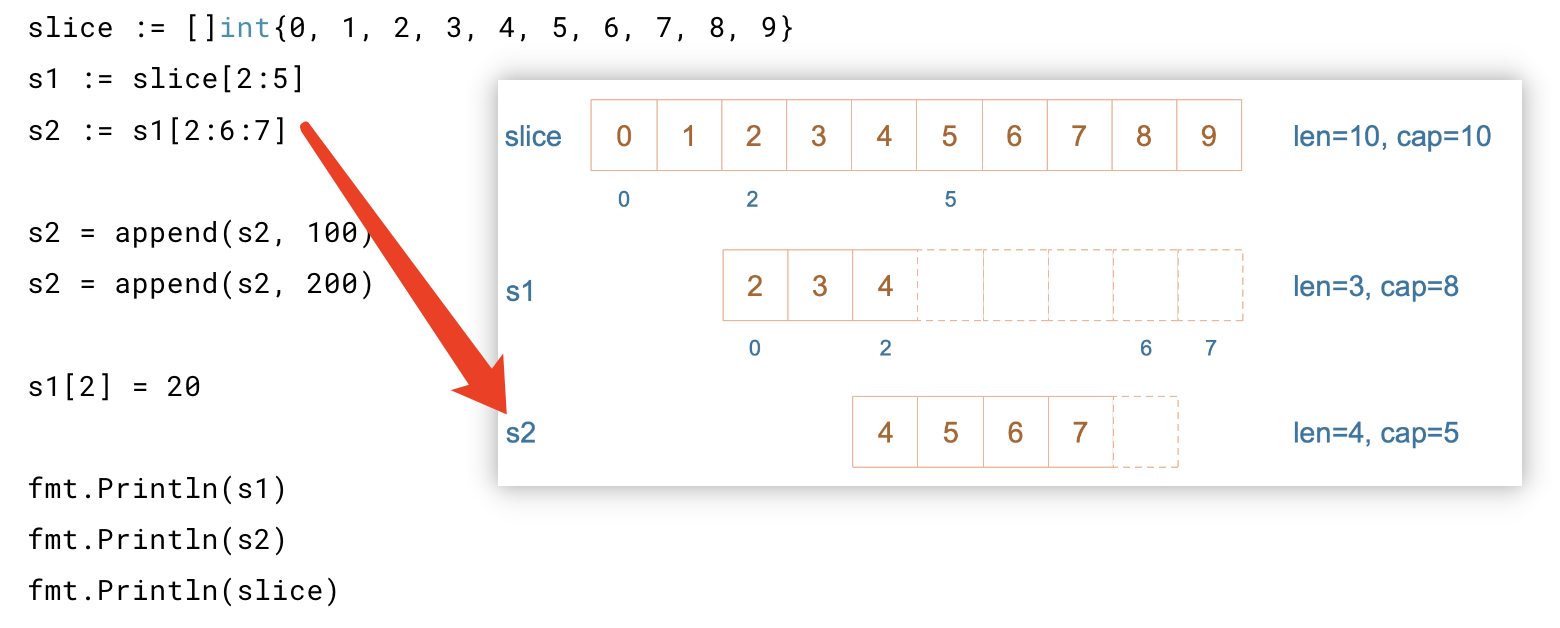 slice := []int{0, 1, 2, 3, 4, 5, 6, 7, 8, 9}
s1 := slice[2:5]
s2 := s1[2:6:7]
s2 = append(s2, 100)
s2 = append(s2, 200)
s1[2] = 20
fmt.Println(s1)
fmt.Println(s2)
fmt.Println(slice)
slice 0 1 2 3 4 5 6 7 8 9 len=10, cap=10
0 2 5
s1 2 3 4 len=3, cap=8
0 2 6 7
s2 4 5 6 7 len=4, cap=5